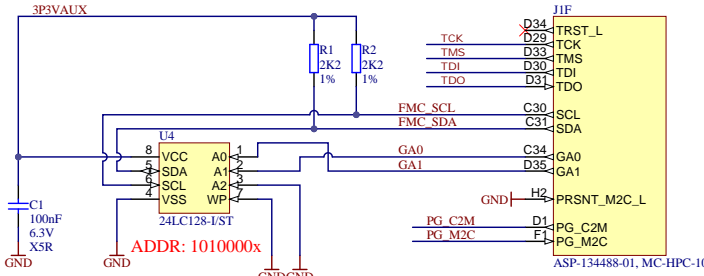 3P3VAUX
J1F
R1
2K2
1%
R2
2K2
1%
TCK
TMS
TDI
TDO
D34
D29
D33
D30
D31
TRST_L
TCK
TMS
TDI
TDO
FMC_SCL
FMC_SDA
C30
C31
SCL
SDA
U4
8
5
6
4
VCC
SDA
SCL
VSS
A0
A1
A2
WP
1
2
3
7
24LC128-I/ST
GA0
GA1
C34
D35
GA0
GA1
GND
H2
PRSNT_M2C_L
C1
100nF
6.3V
X5R
GND
GND
ADDR: 1010000x
GND
GND
PG_C2M
PG_M2C
D1
F1
PG_C2M
PG_M2C
ASP-134488-01, MC-HPC-10